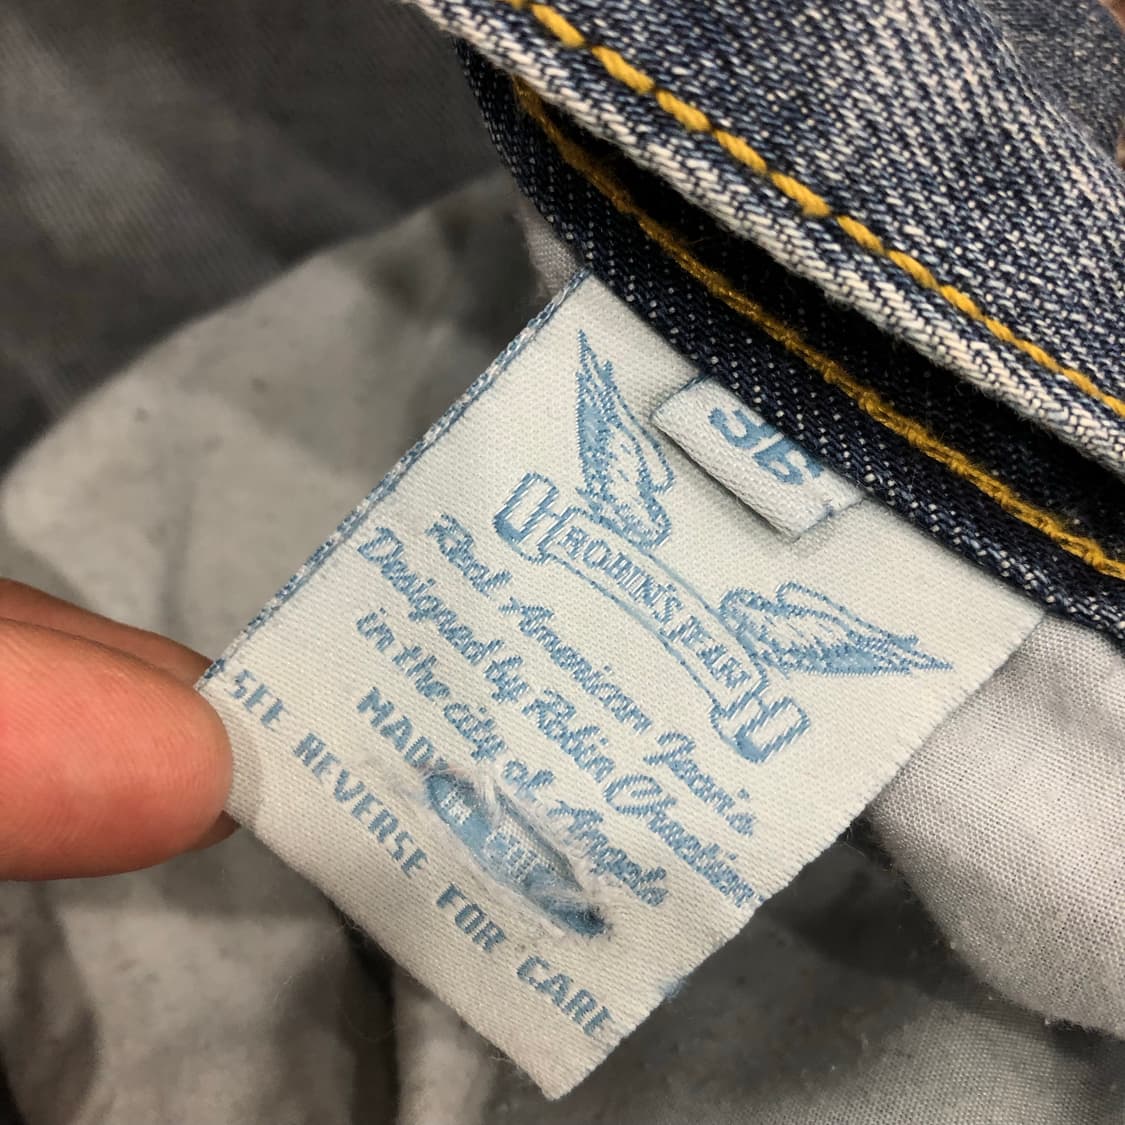 36
ROBIN'S JEAN
Real American Jean's
Designed by Robin Chretien
in the city of Angels
MADE
SEE REVERSE FOR CARE